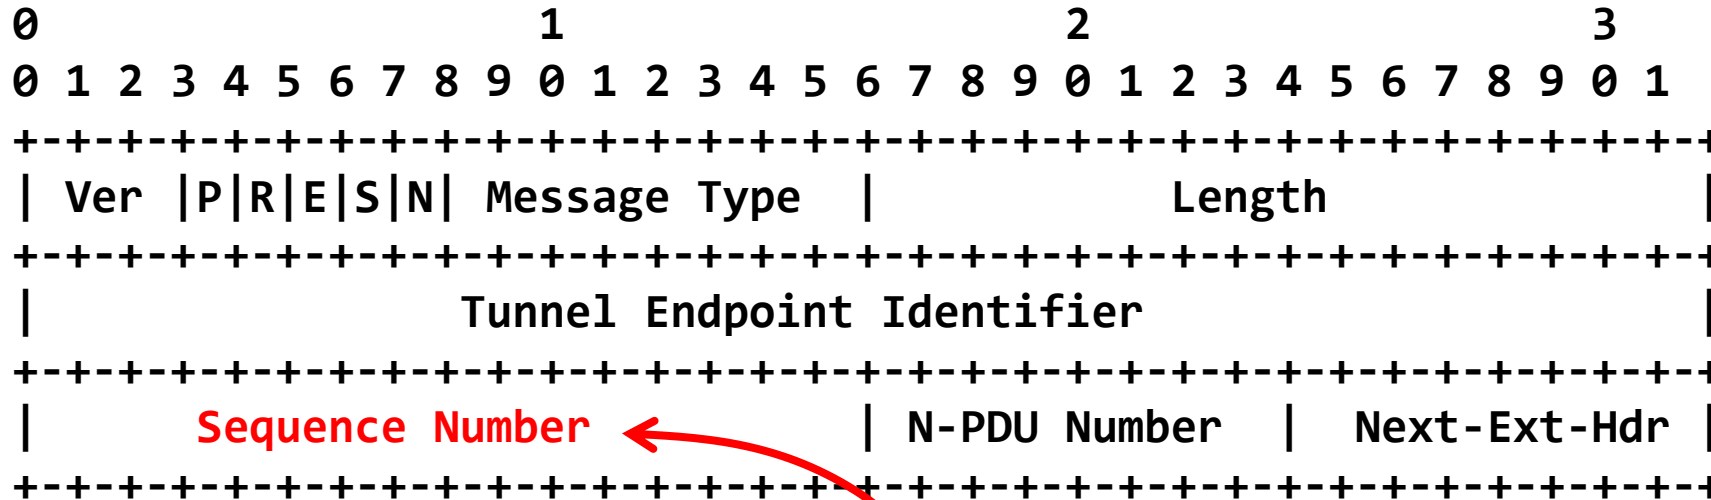 0                   1                   2                   3
0 1 2 3 4 5 6 7 8 9 0 1 2 3 4 5 6 7 8 9 0 1 2 3 4 5 6 7 8 9 0 1
+-+-+-+-+-+-+-+-+-+-+-+-+-+-+-+-+-+-+-+-+-+-+-+-+-+-+-+-+-+-+-+-+
| Ver |P|R|E|S|N| Message Type  |           Length              |
+-+-+-+-+-+-+-+-+-+-+-+-+-+-+-+-+-+-+-+-+-+-+-+-+-+-+-+-+-+-+-+-+
|                Tunnel Endpoint Identifier                     |
+-+-+-+-+-+-+-+-+-+-+-+-+-+-+-+-+-+-+-+-+-+-+-+-+-+-+-+-+-+-+-+-+
|      Sequence Number          | N-PDU Number  |  Next-Ext-Hdr |
+-+-+-+-+-+-+-+-+-+-+-+-+-+-+-+-+-+-+-+-+-+-+-+-+-+-+-+-+-+-+-+-+